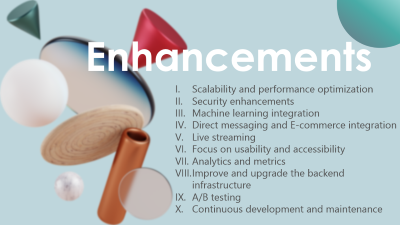 Enhancements
I. Scalability and performance optimization
II. Security enhancements
III. Machine learning integration
IV. Direct messaging and E-commerce integration
V. Live streaming
VI. Focus on usability and accessibility
VII. Analytics and metrics
VIII.Improve and upgrade the backend
infrastructure
IX. A/B testing
X. Continuous development and maintenance